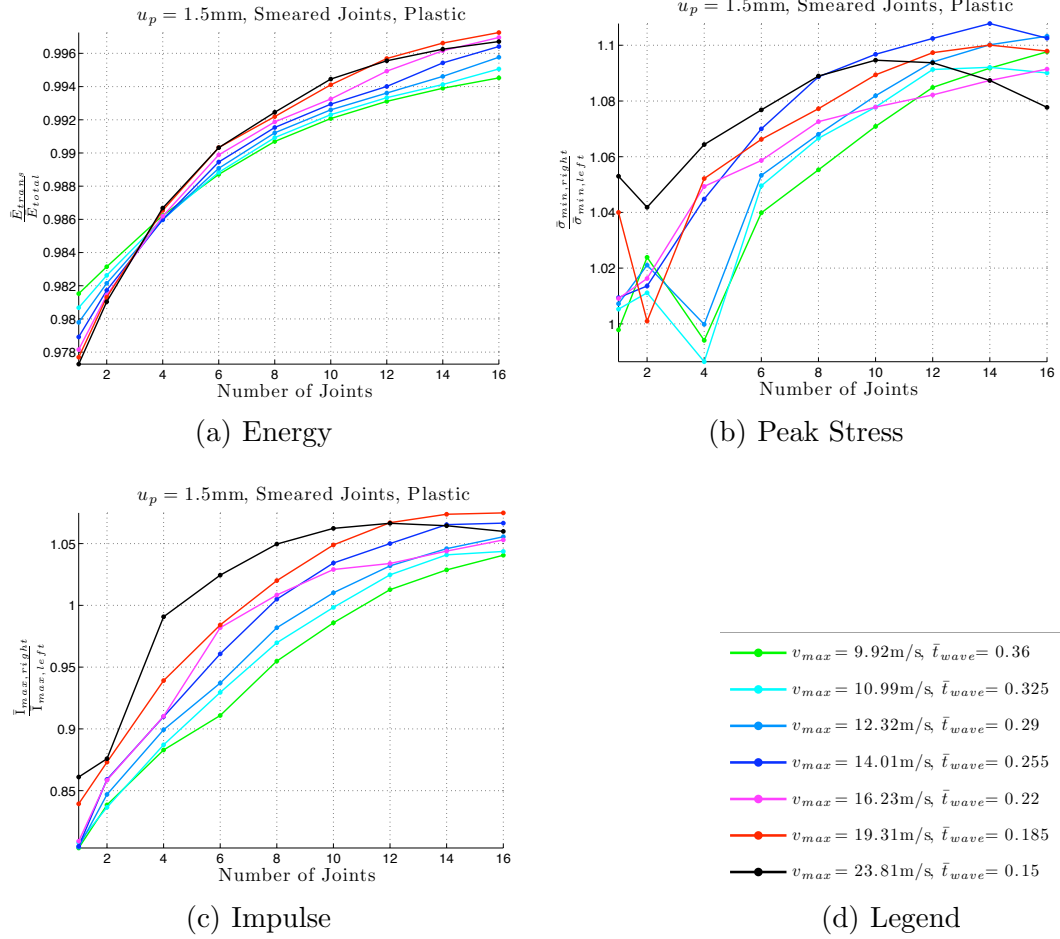 u_p = 1.5mm, Smeared Joints, Plastic
0.996
0.994
0.992
0.99
0.988
0.986
0.984
0.982
0.98
0.978
Ē_trans / Ē_total
2 4 6 8 10 12 14 16
Number of Joints
(a) Energy
u_p = 1.5mm, Smeared Joints, Plastic
1.1
1.08
1.06
1.04
1.02
1
σ̄_min,right / σ̄_min,left
2 4 6 8 10 12 14 16
Number of Joints
(b) Peak Stress
u_p = 1.5mm, Smeared Joints, Plastic
1.05
1
0.95
0.9
0.85
Ī_max,right / Ī_max,left
2 4 6 8 10 12 14 16
Number of Joints
(c) Impulse
v_max = 9.92m/s, t̄_wave = 0.36
v_max = 10.99m/s, t̄_wave = 0.325
v_max = 12.32m/s, t̄_wave = 0.29
v_max = 14.01m/s, t̄_wave = 0.255
v_max = 16.23m/s, t̄_wave = 0.22
v_max = 19.31m/s, t̄_wave = 0.185
v_max = 23.81m/s, t̄_wave = 0.15
(d) Legend